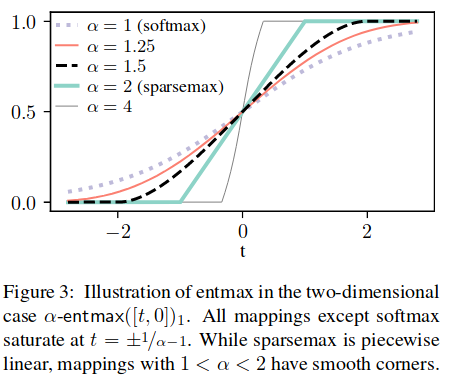 1.0
0.5
0.0
α = 1 (softmax)
α = 1.25
α = 1.5
α = 2 (sparsemax)
α = 4
−2 0 2
t
Figure 3: Illustration of entmax in the two-dimensional
case α-entmax([t, 0])₁. All mappings except softmax
saturate at t = ±1/α−1. While sparsemax is piecewise
linear, mappings with 1 < α < 2 have smooth corners.